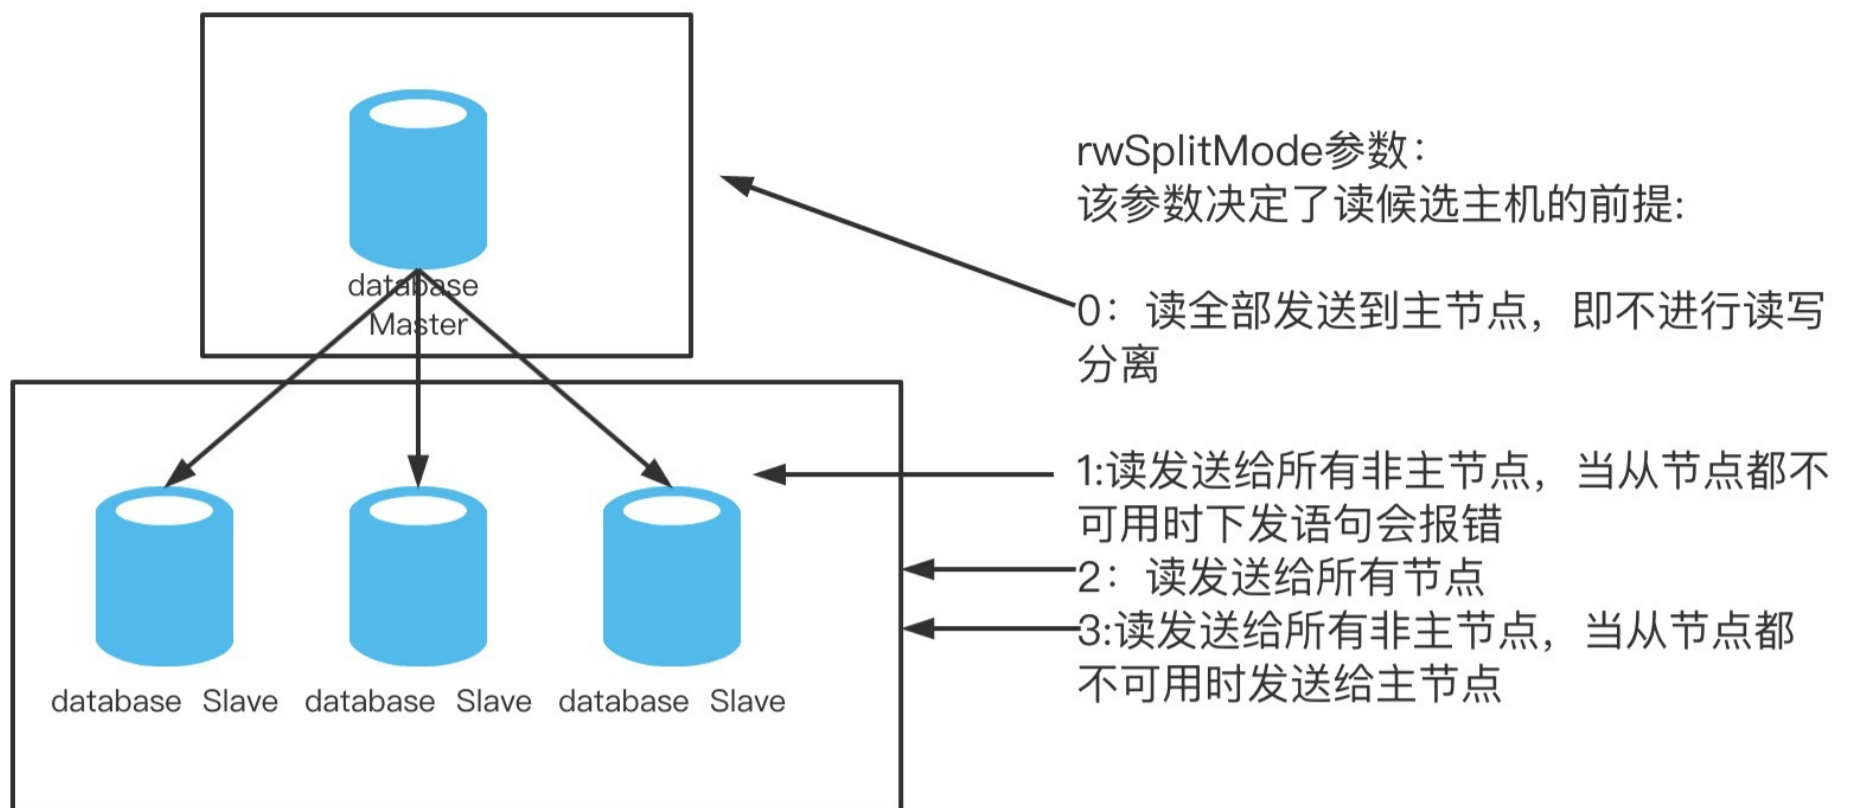 database
Master
database Slave
database Slave
database Slave
rwSplitMode参数：
该参数决定了读候选主机的前提:
0：读全部发送到主节点，即不进行读写
分离
1:读发送给所有非主节点，当从节点都不
可用时下发语句会报错
2：读发送给所有节点
3:读发送给所有非主节点，当从节点都
不可用时发送给主节点